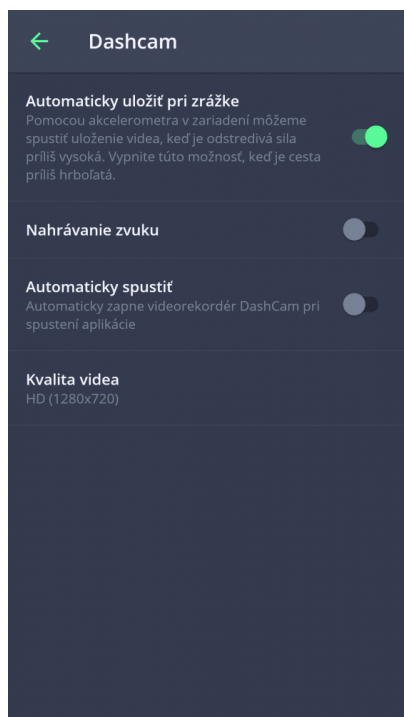 Dashcam
Automaticky uložiť pri zrážke
Pomocou akcelerometra v zariadení môžeme
spustiť uloženie videa, keď je odstredivá sila
príliš vysoká. Vypnite túto možnosť, keď je cesta
príliš hrboľatá.
Nahrávanie zvuku
Automaticky spustiť
Automaticky zapne videorekordér DashCam pri
spustení aplikácie
Kvalita videa
HD (1280x720)